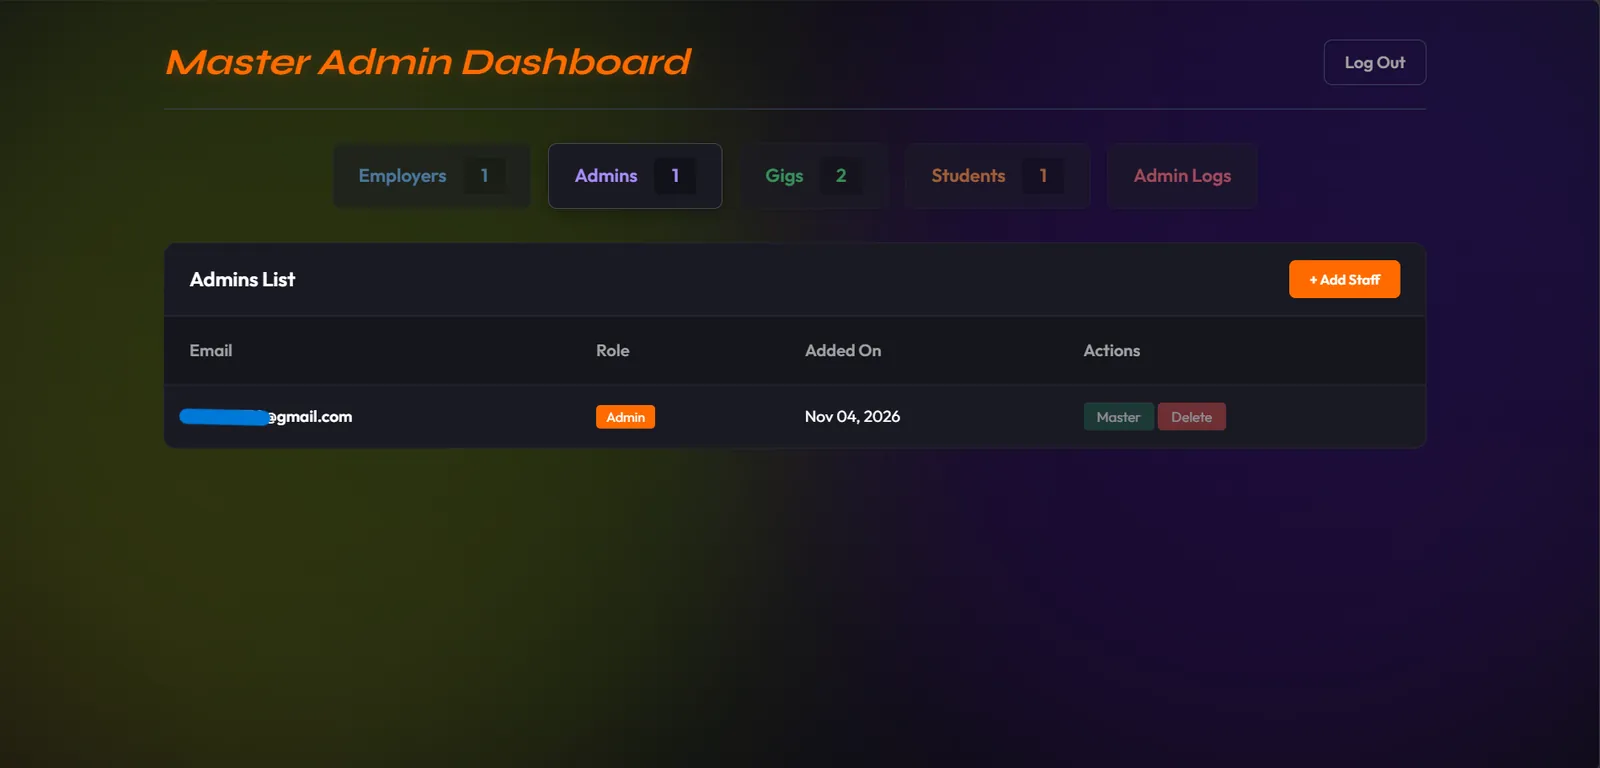 Master Admin Dashboard
Log Out
Employers 1
Admins 1
Gigs 2
Students 1
Admin Logs
Admins List
+ Add Staff
Email Role Added On Actions
@gmail.com Admin Nov 04, 2026 Master Delete